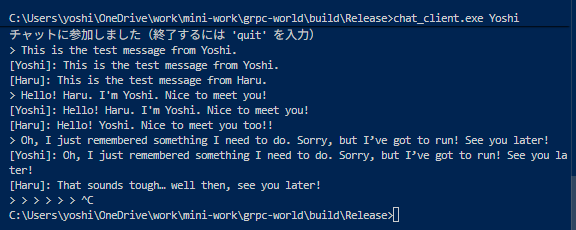 C:\Users\yoshi\OneDrive\work\mini-work\grpc-world\build\Release>chat_client.exe Yoshi
チャットに参加しました（終了するには 'quit' を入力）
> This is the test message from Yoshi.
[Yoshi]: This is the test message from Yoshi.
[Haru]: This is the test message from Haru.
> Hello! Haru. I'm Yoshi. Nice to meet you!
[Yoshi]: Hello! Haru. I'm Yoshi. Nice to meet you!
[Haru]: Hello! Yoshi. Nice to meet you too!!
> Oh, I just remembered something I need to do. Sorry, but I’ve got to run! See you later!
[Yoshi]: Oh, I just remembered something I need to do. Sorry, but I’ve got to run! See you la
ter!
[Haru]: That sounds tough… well then, see you later!
> > > > > > ^C
C:\Users\yoshi\OneDrive\work\mini-work\grpc-world\build\Release>